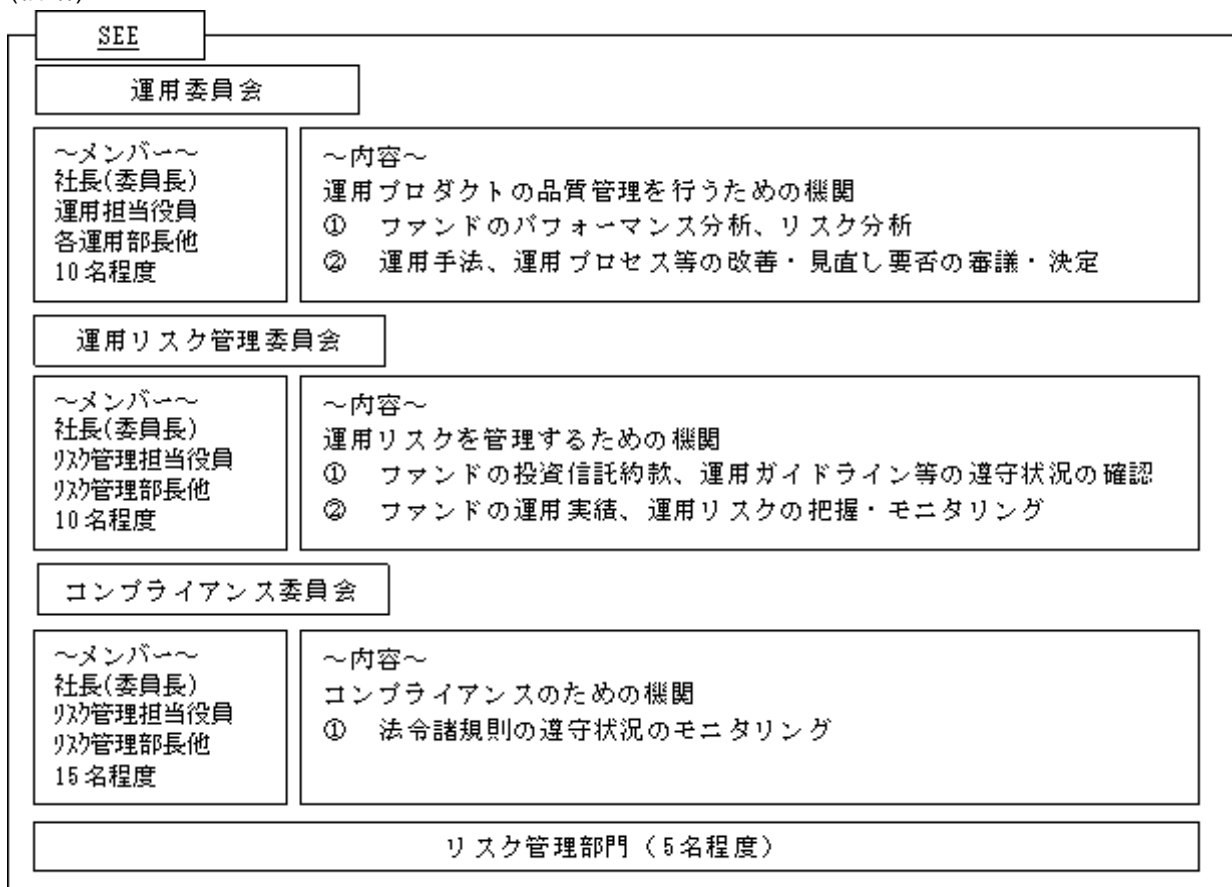 SEE
運用委員会
～メンバー～
社長(委員長)
運用担当役員
各運用部長他
10名程度
～内容～
運用プロダクトの品質管理を行うための機関
① ファンドのパフォーマンス分析、リスク分析
② 運用手法、運用プロセス等の改善・見直し要否の審議・決定
運用リスク管理委員会
～メンバー～
社長(委員長)
ﾘｽｸ管理担当役員
ﾘｽｸ管理部長他
10名程度
～内容～
運用リスクを管理するための機関
① ファンドの投資信託約款、運用ガイドライン等の遵守状況の確認
② ファンドの運用実績、運用リスクの把握・モニタリング
コンプライアンス委員会
～メンバー～
社長(委員長)
ﾘｽｸ管理担当役員
ﾘｽｸ管理部長他
15名程度
～内容～
コンプライアンスのための機関
① 法令諸規則の遵守状況のモニタリング
リスク管理部門（5名程度）